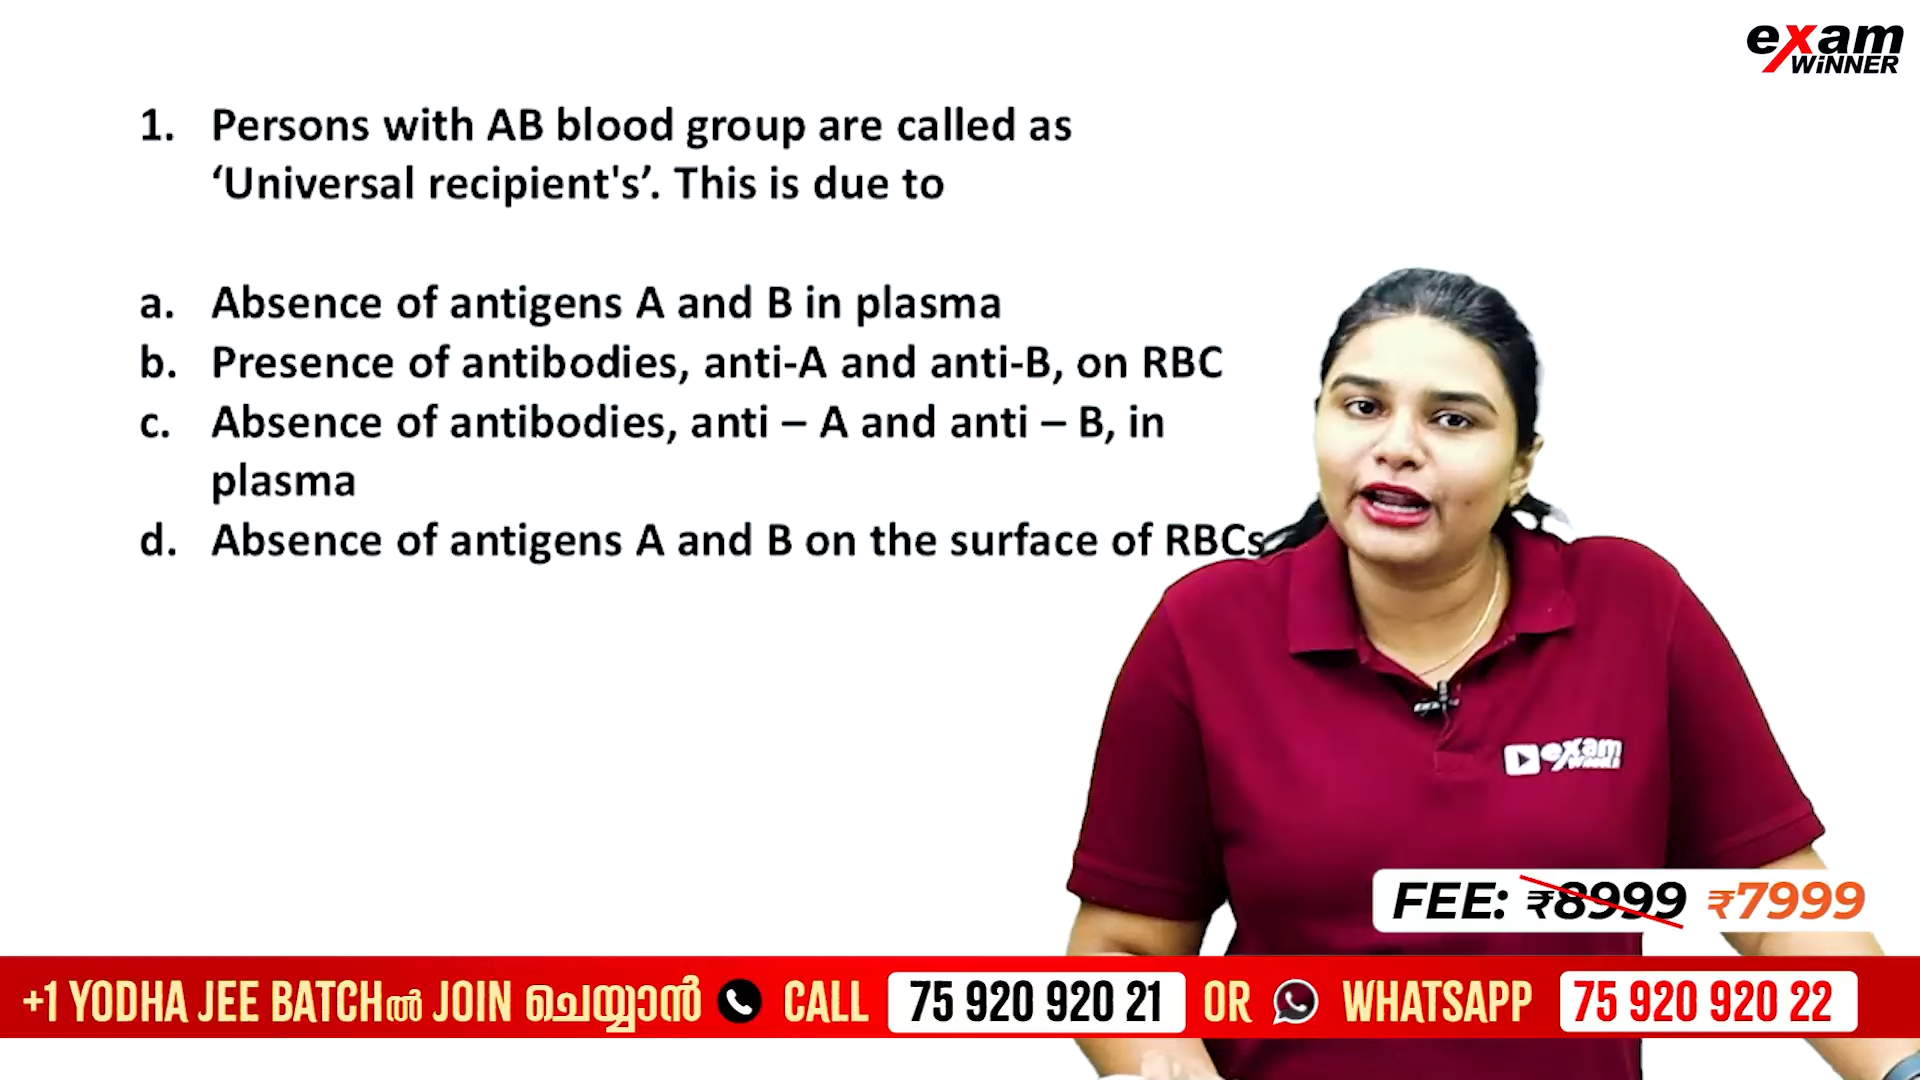 exam
WiNNER
1. Persons with AB blood group are called as
‘Universal recipient's’. This is due to
a. Absence of antigens A and B in plasma
b. Presence of antibodies, anti-A and anti-B, on RBC
c. Absence of antibodies, anti – A and anti – B, in
plasma
d. Absence of antigens A and B on the surface of RBCs
exam
FEE: ₹8999 ₹7999
+1 YODHA JEE BATCHൽ JOIN ചെയ്യാൻ CALL 75 920 920 21 OR WHATSAPP 75 920 920 22